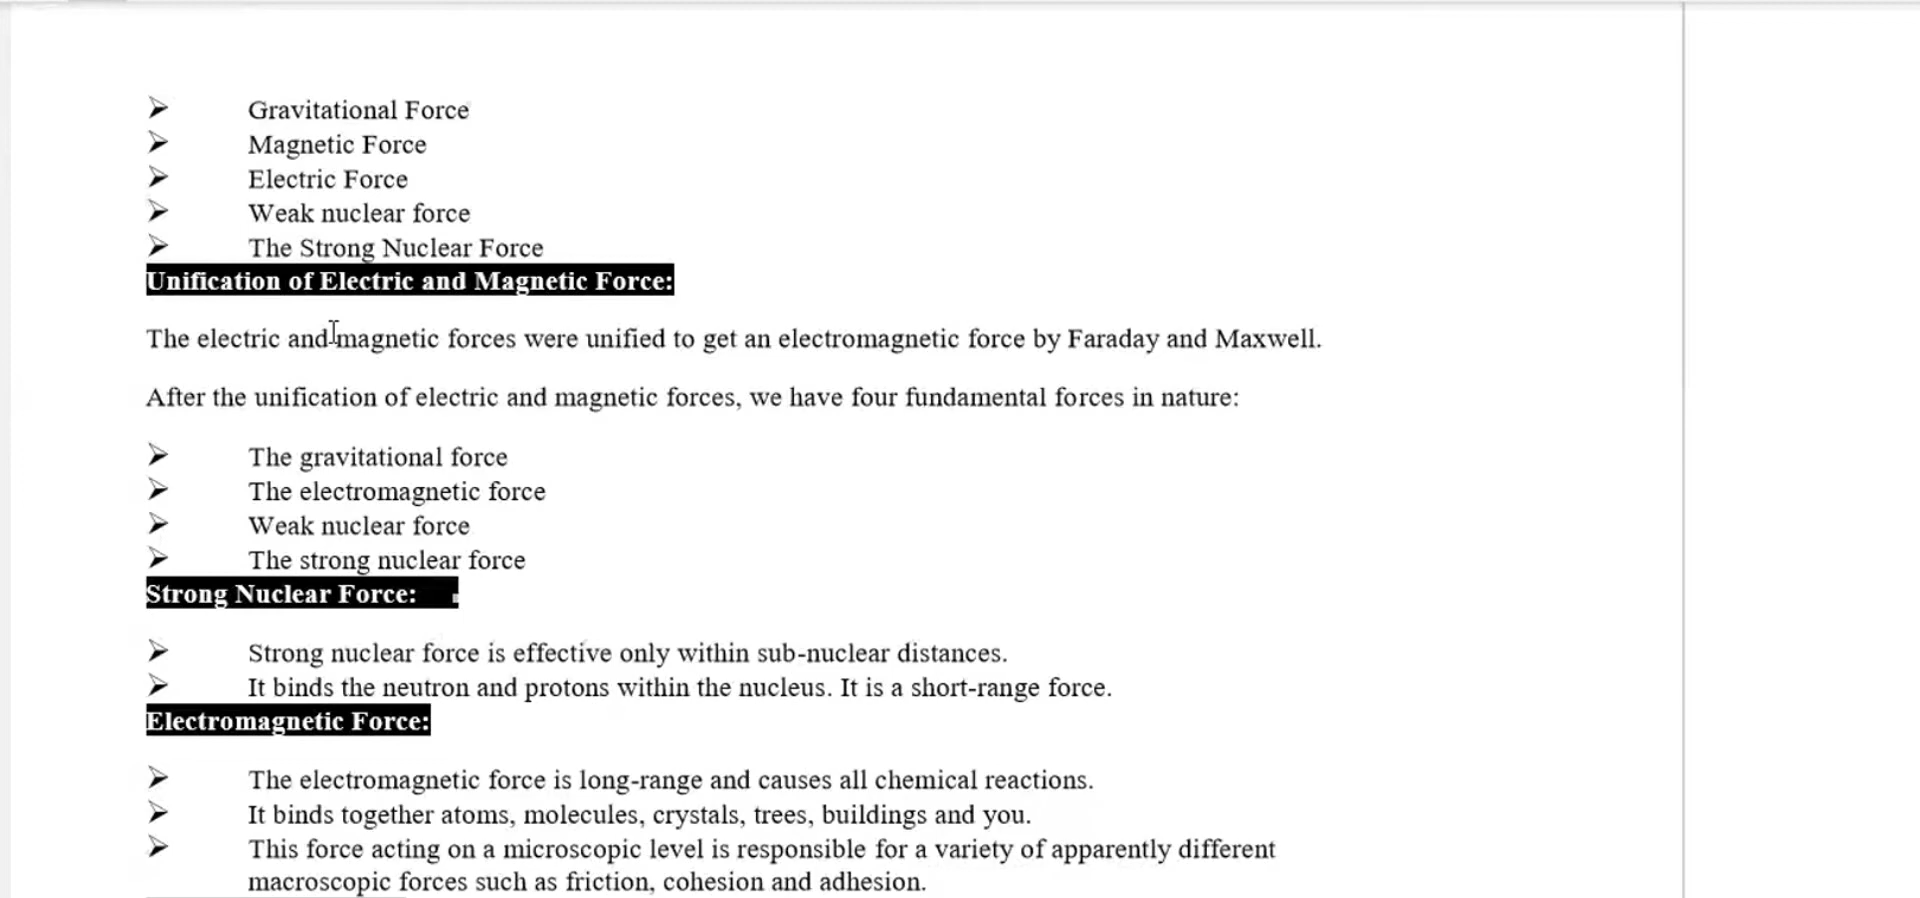 ➢ Gravitational Force
➢ Magnetic Force
➢ Electric Force
➢ Weak nuclear force
➢ The Strong Nuclear Force
Unification of Electric and Magnetic Force:
The electric and magnetic forces were unified to get an electromagnetic force by Faraday and Maxwell.
After the unification of electric and magnetic forces, we have four fundamental forces in nature:
➢ The gravitational force
➢ The electromagnetic force
➢ Weak nuclear force
➢ The strong nuclear force
Strong Nuclear Force:
➢ Strong nuclear force is effective only within sub-nuclear distances.
➢ It binds the neutron and protons within the nucleus. It is a short-range force.
Electromagnetic Force:
➢ The electromagnetic force is long-range and causes all chemical reactions.
➢ It binds together atoms, molecules, crystals, trees, buildings and you.
➢ This force acting on a microscopic level is responsible for a variety of apparently different
macroscopic forces such as friction, cohesion and adhesion.